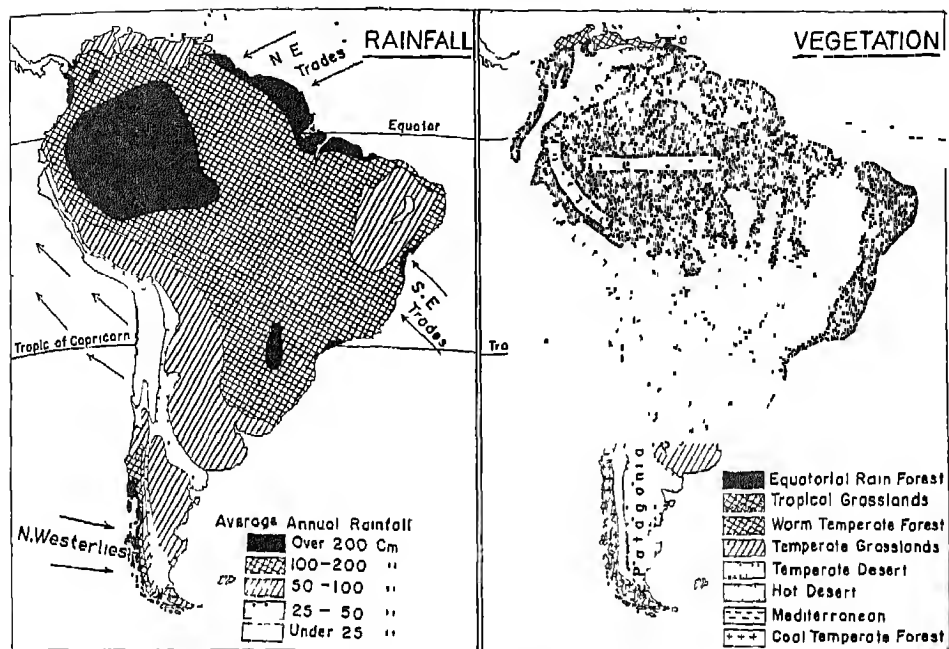 RAINFALL
N E
Trades
Equator
S.E
Trades
Tropic of Capricorn
N.Westerlies
Average Annual Rainfall
Over 200 Cm
100-200 "
50-100 "
25-50 "
Under 25 "
VEGETATION
Tro
Patagonia
Equatorial Rain Forest
Tropical Grasslands
Worm Temperate Forest
Temperate Grasslands
Temperate Desert
Hot Desert
Mediterranean
Cool Temperate Forest